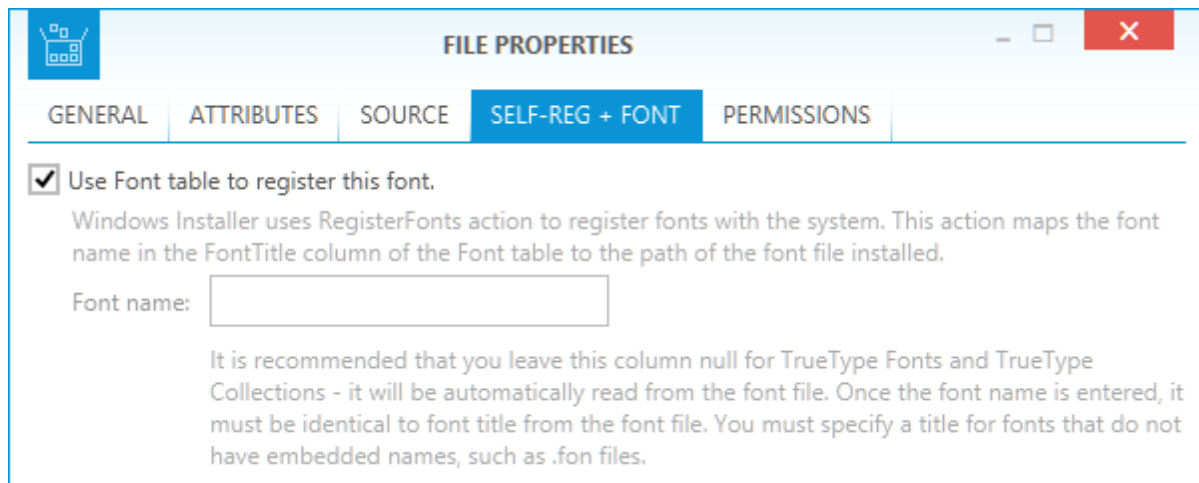 FILE PROPERTIES
GENERAL ATTRIBUTES SOURCE SELF-REG + FONT PERMISSIONS
Use Font table to register this font.
Windows Installer uses RegisterFonts action to register fonts with the system. This action maps the font
name in the FontTitle column of the Font table to the path of the font file installed.
Font name:
It is recommended that you leave this column null for TrueType Fonts and TrueType
Collections - it will be automatically read from the font file. Once the font name is entered, it
must be identical to font title from the font file. You must specify a title for fonts that do not
have embedded names, such as .fon files.